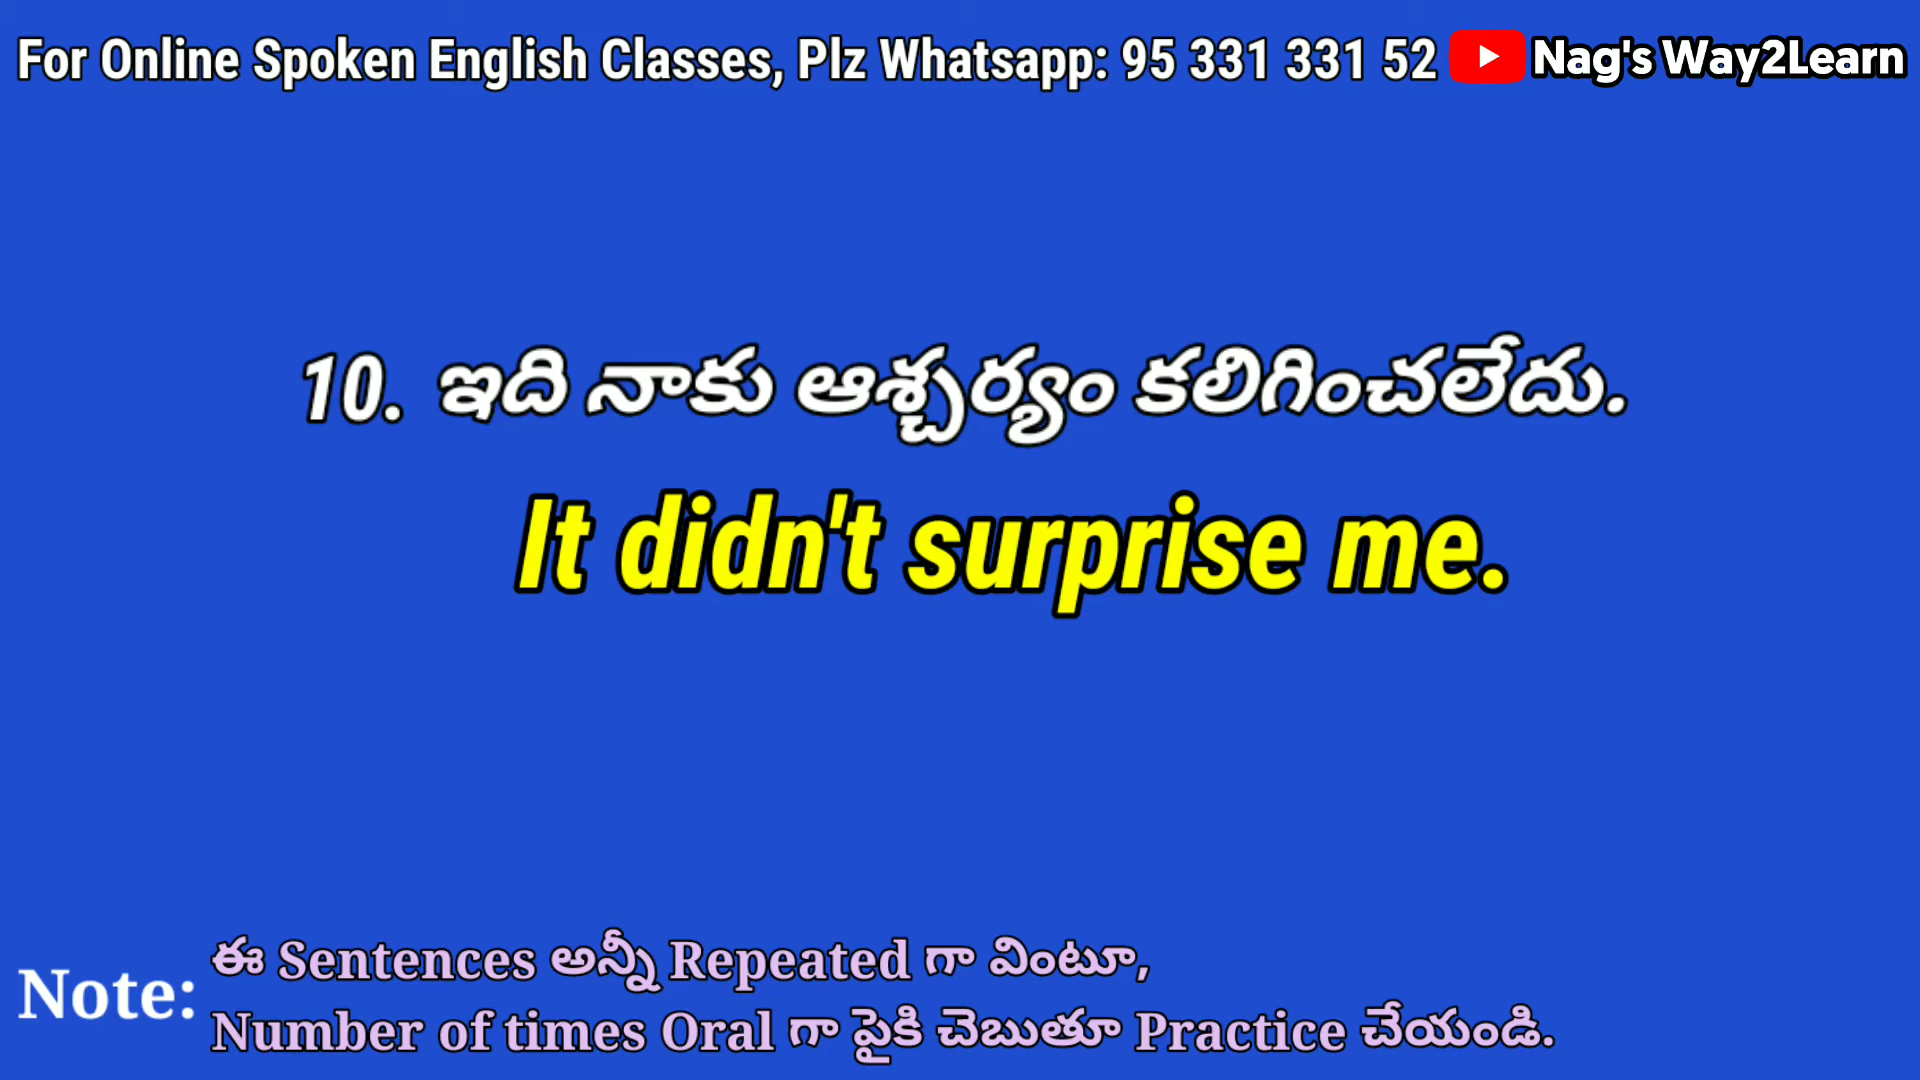 For Online Spoken English Classes, Plz Whatsapp: 95 331 331 52 Nag's Way2Learn
10. ఇది నాకు ఆశ్చర్యం కలిగించలేదు.
It didn't surprise me.
Note: ఈ Sentences అన్నీ Repeated గా వింటూ,
Number of times Oral గా పైకి చెబుతూ Practice చేయండి.